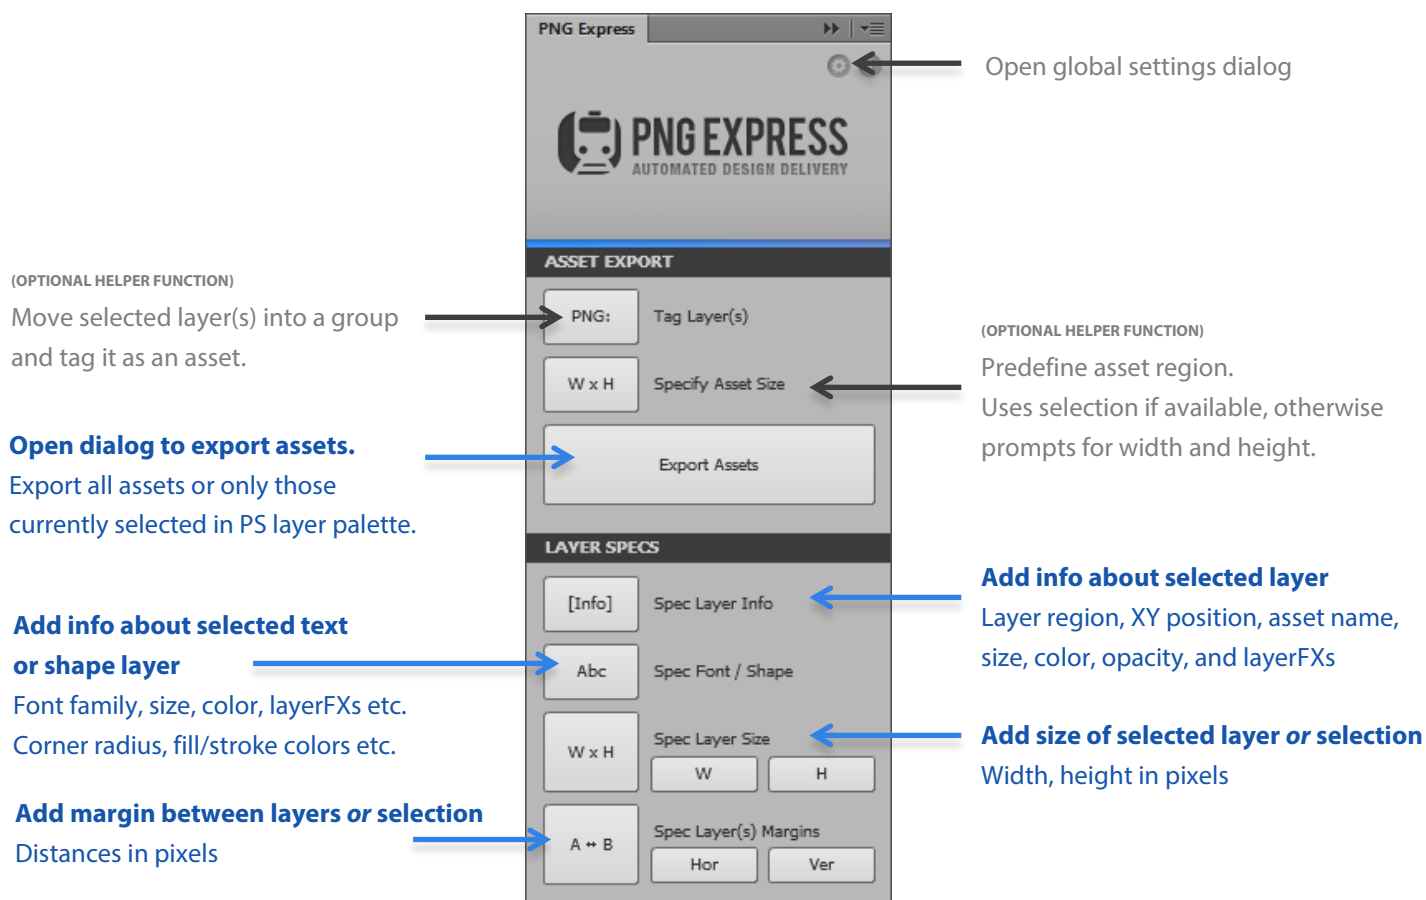 PNG Express
Open global settings dialog
PNG EXPRESS
AUTOMATED DESIGN DELIVERY
ASSET EXPORT
(OPTIONAL HELPER FUNCTION)
Move selected layer(s) into a group
and tag it as an asset.
PNG:
Tag Layer(s)
(OPTIONAL HELPER FUNCTION)
Predefine asset region.
Uses selection if available, otherwise
prompts for width and height.
W x H
Specify Asset Size
Open dialog to export assets.
Export all assets or only those
currently selected in PS layer palette.
Export Assets
LAYER SPECS
[Info]
Spec Layer Info
Add info about selected layer
Layer region, XY position, asset name,
size, color, opacity, and layerFXs
Add info about selected text
or shape layer
Font family, size, color, layerFXs etc.
Corner radius, fill/stroke colors etc.
Abc
Spec Font / Shape
W x H
Spec Layer Size
W
H
Add size of selected layer or selection
Width, height in pixels
Add margin between layers or selection
Distances in pixels
A ↔ B
Spec Layer(s) Margins
Hor
Ver